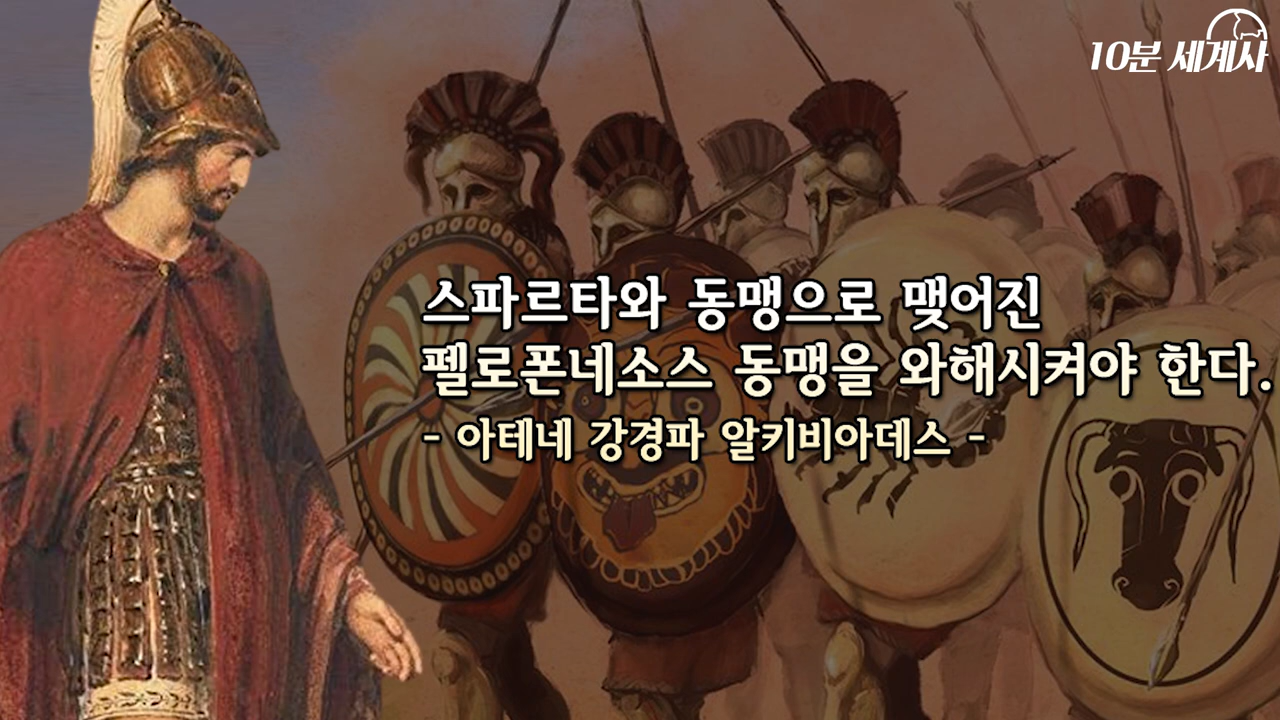 10분 세계사
스파르타와 동맹으로 맺어진
펠로폰네소스 동맹을 와해시켜야 한다.
- 아테네 강경파 알키비아데스 -